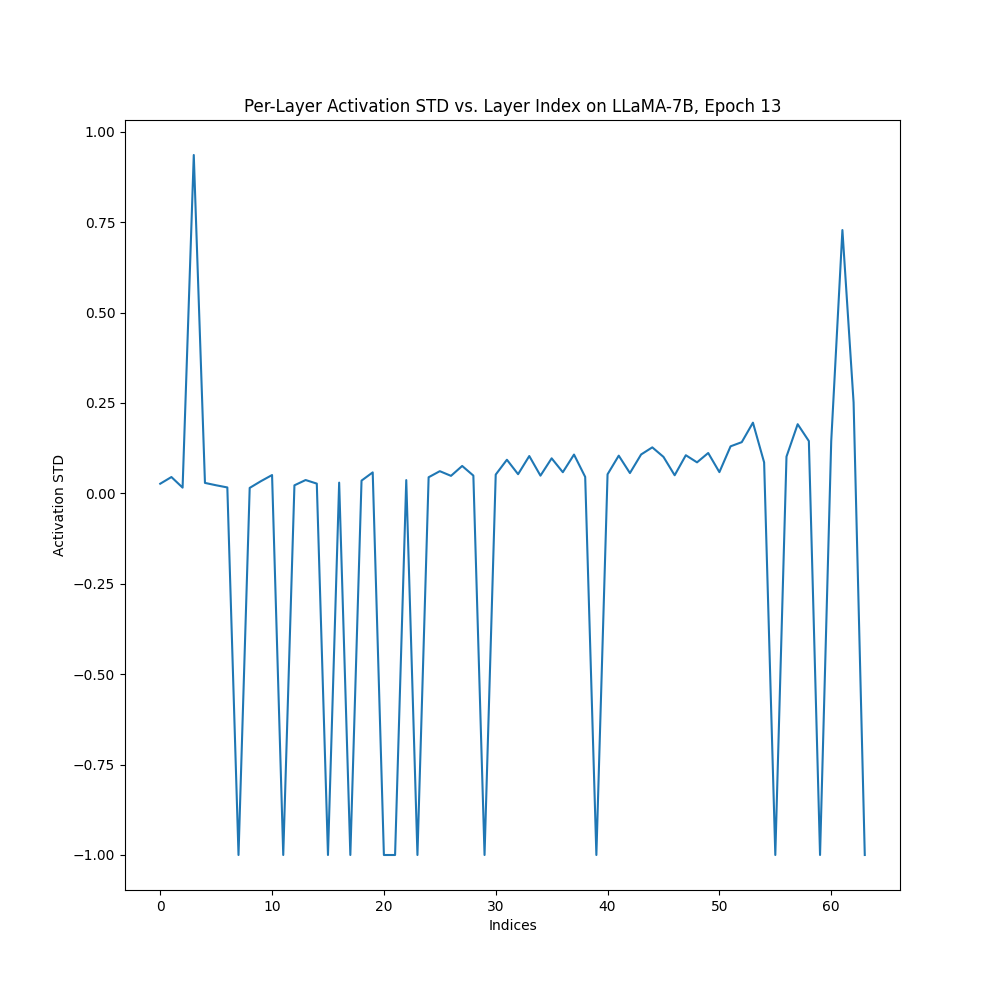 Per-Layer Activation STD vs. Layer Index on LLaMA-7B, Epoch 13
1.00
0.75
0.50
0.25
0.00
−0.25
−0.50
−0.75
−1.00
Activation STD
0 10 20 30 40 50 60
Indices